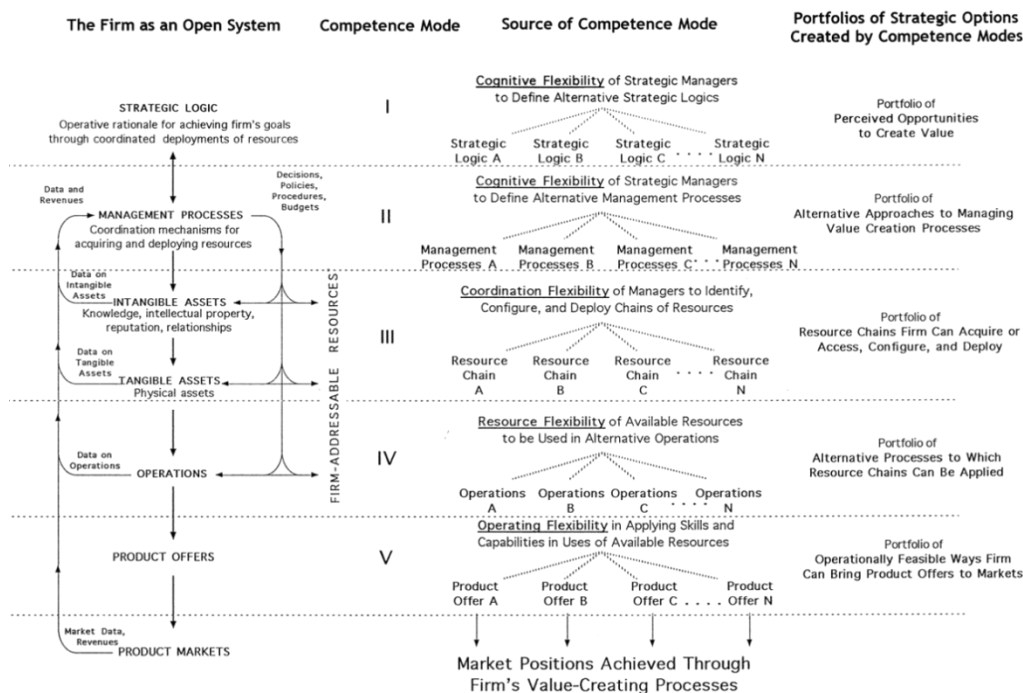 The Firm as an Open System
Competence Mode
Source of Competence Mode
Portfolios of Strategic Options
Created by Competence Modes
STRATEGIC LOGIC
Operative rationale for achieving firm's goals
through coordinated deployments of resources
I
Cognitive Flexibility of Strategic Managers
to Define Alternative Strategic Logics
Strategic Strategic Strategic Strategic
Logic A Logic B Logic C . . . . Logic N
Portfolio of
Perceived Opportunities
to Create Value
Data and
Revenues
Decisions,
Policies,
Procedures,
Budgets
MANAGEMENT PROCESSES
Coordination mechanisms for
acquiring and deploying resources
II
Cognitive Flexibility of Strategic Managers
to Define Alternative Management Processes
Management Management Management Management
Processes A Processes B Processes C . . . Processes N
Portfolio of
Alternative Approaches to Managing
Value Creation Processes
Data on
Intangible
Assets
INTANGIBLE ASSETS
Knowledge, intellectual property,
reputation, relationships
Data on
Tangible
Assets
TANGIBLE ASSETS
Physical assets
FIRM-ADDRESSABLE RESOURCES
III
Coordination Flexibility of Managers to Identify,
Configure, and Deploy Chains of Resources
Resource Resource Resource Resource
Chain Chain Chain . . . . Chain
A B C N
Portfolio of
Resource Chains Firm Can Acquire or
Access, Configure, and Deploy
Data on
Operations
OPERATIONS
IV
Resource Flexibility of Available Resources
to be Used in Alternative Operations
Operations Operations Operations Operations
A B C . . . . N
Portfolio of
Alternative Processes to Which
Resource Chains Can be Applied
PRODUCT OFFERS
V
Operating Flexibility in Applying Skills and
Capabilities in Uses of Available Resources
Product Product Product Product
Offer A Offer B Offer C . . . . Offer N
Portfolio of
Operationally Feasible Ways Firm
Can Bring Product Offers to Markets
Market Data,
Revenues
PRODUCT MARKETS
Market Positions Achieved Through
Firm's Value-Creating Processes